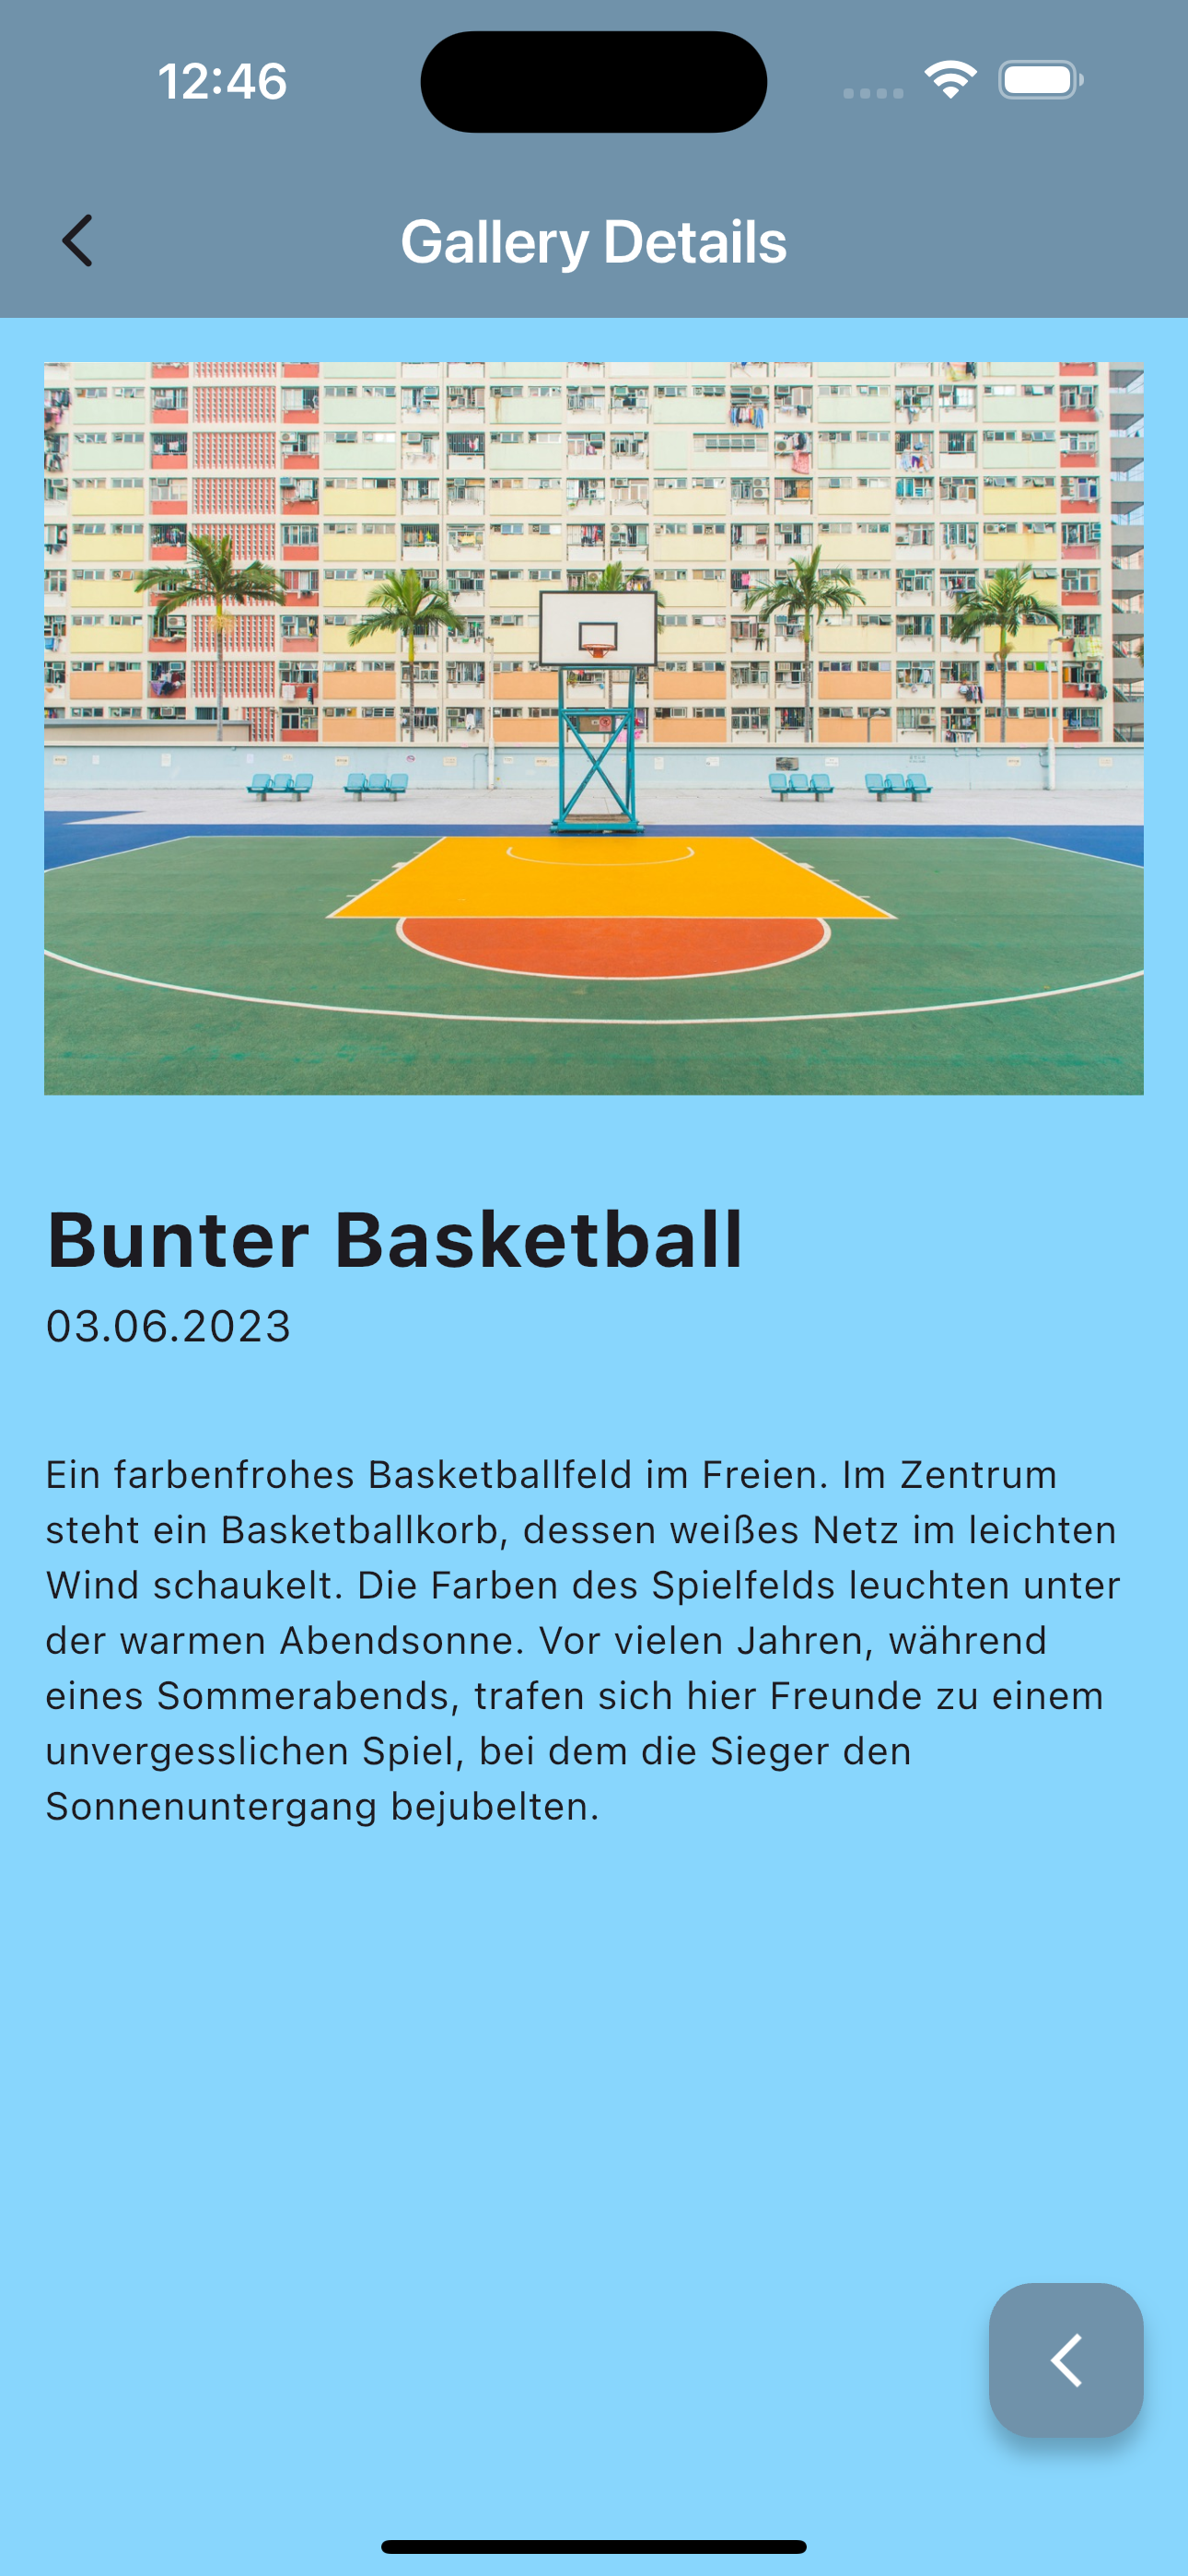 12:46
Gallery Details
Bunter Basketball
03.06.2023
Ein farbenfrohes Basketballfeld im Freien. Im Zentrum
steht ein Basketballkorb, dessen weißes Netz im leichten
Wind schaukelt. Die Farben des Spielfelds leuchten unter
der warmen Abendsonne. Vor vielen Jahren, während
eines Sommerabends, trafen sich hier Freunde zu einem
unvergesslichen Spiel, bei dem die Sieger den
Sonnenuntergang bejubelten.